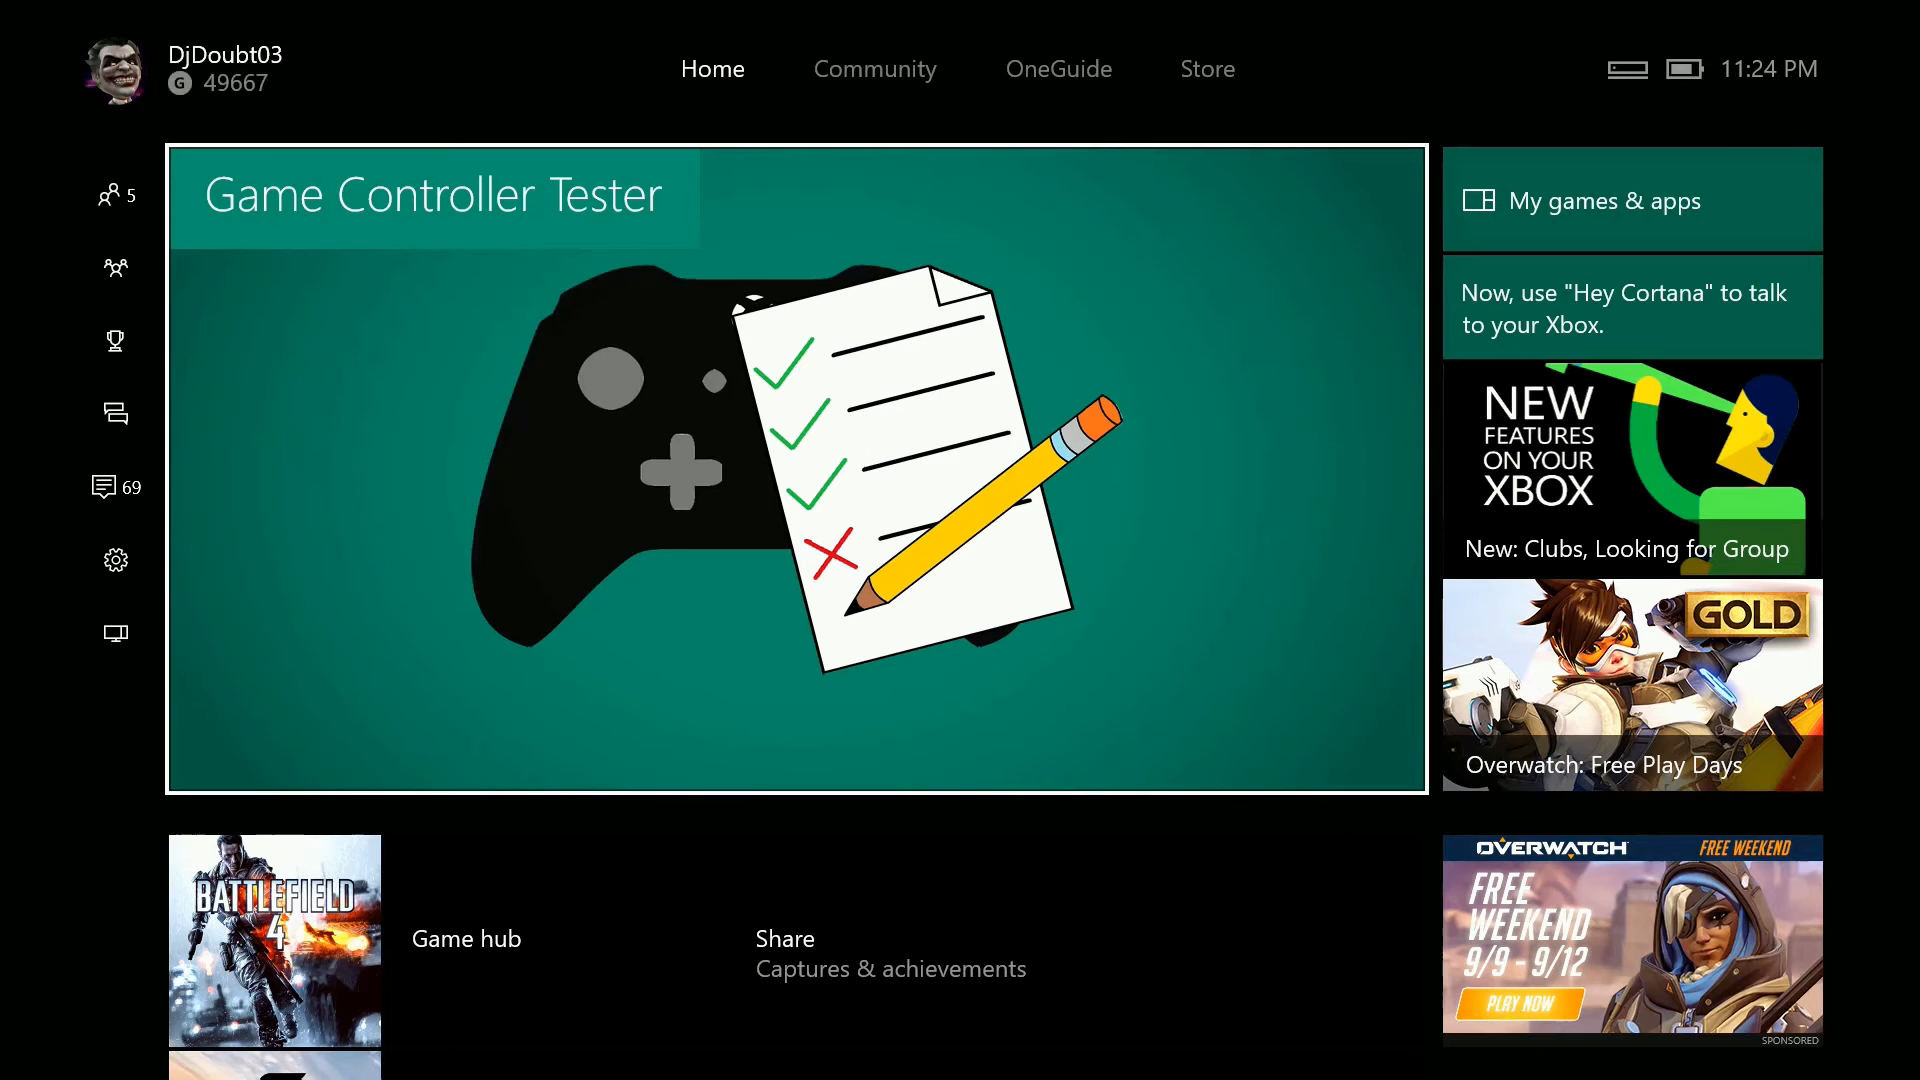 DjDoubt03
G 49667
Home
Community
OneGuide
Store
11:24 PM
5
69
Game Controller Tester
My games & apps
Now, use "Hey Cortana" to talk
to your Xbox.
NEW
FEATURES
ON YOUR
XBOX
New: Clubs, Looking for Group
GOLD
Overwatch: Free Play Days
BATTLEFIELD
4
Game hub
Share
Captures & achievements
OVERWATCH
FREE WEEKEND
FREE
WEEKEND
9/9 - 9/12
PLAY NOW
SPONSORED